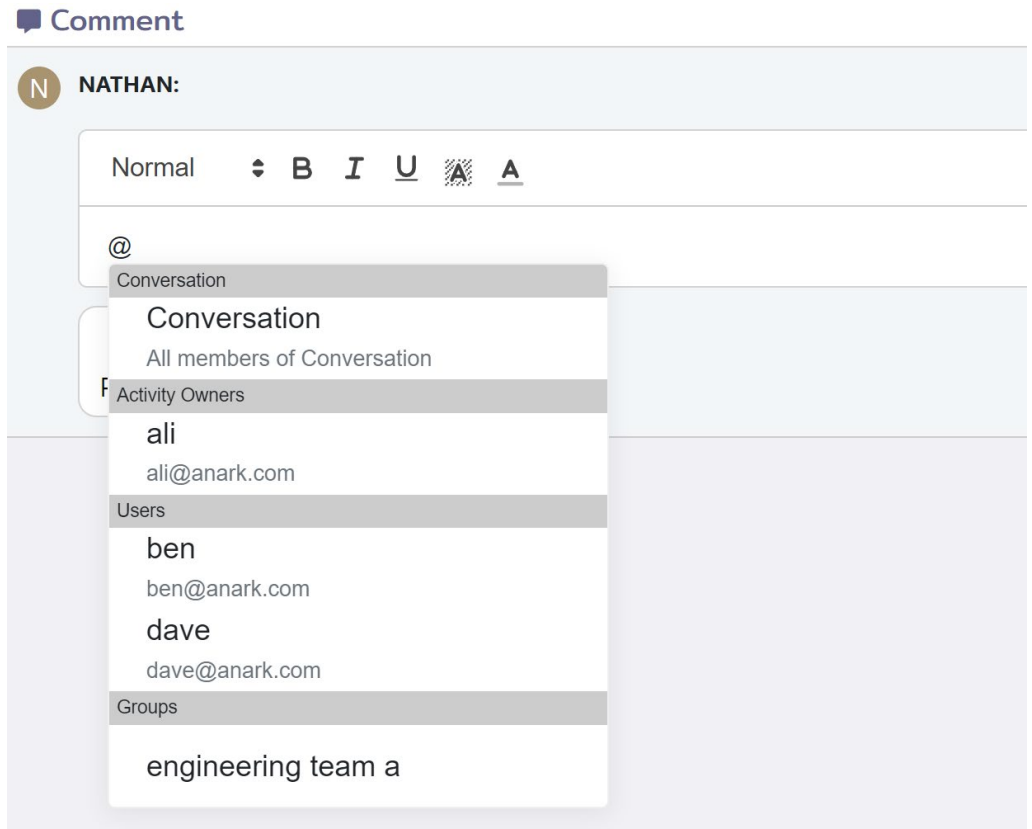 Comment
N
NATHAN:
Normal B I U A A
@
Conversation
Conversation
All members of Conversation
Activity Owners
ali
ali@anark.com
Users
ben
ben@anark.com
dave
dave@anark.com
Groups
engineering team a